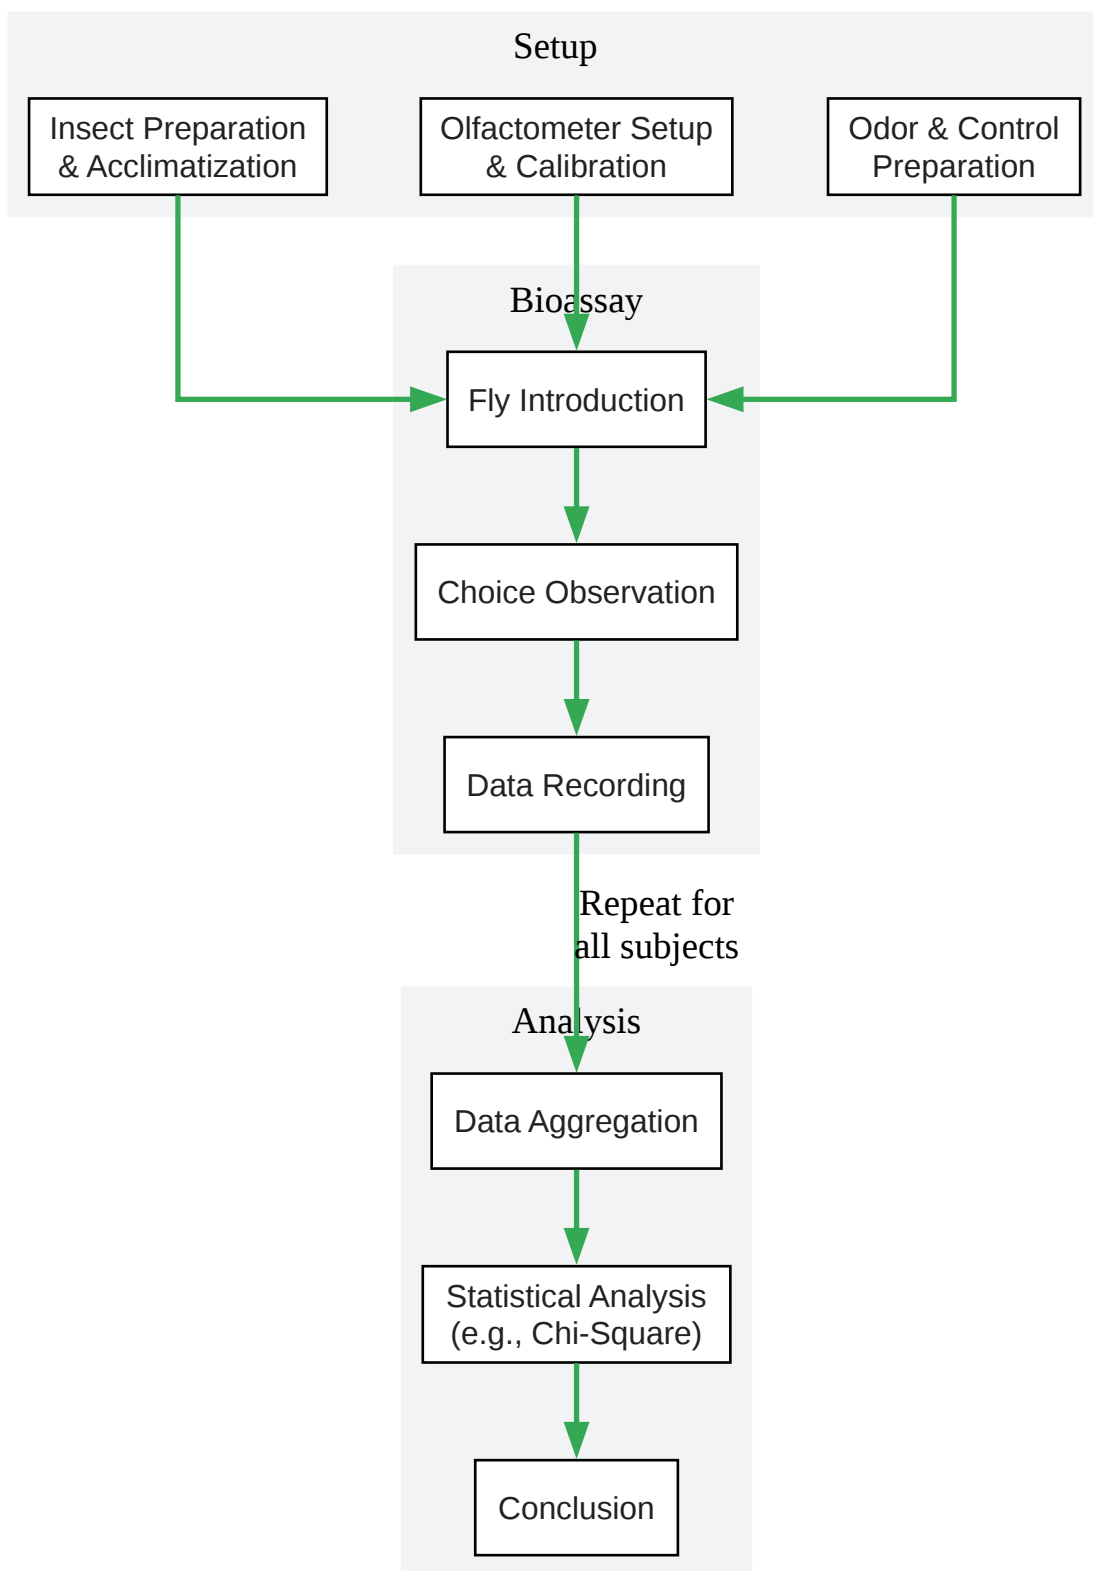 Setup
Insect Preparation
& Acclimatization
Olfactometer Setup
& Calibration
Odor & Control
Preparation
Bioassay
Fly Introduction
Choice Observation
Data Recording
Repeat for
all subjects
Analysis
Data Aggregation
Statistical Analysis
(e.g., Chi-Square)
Conclusion